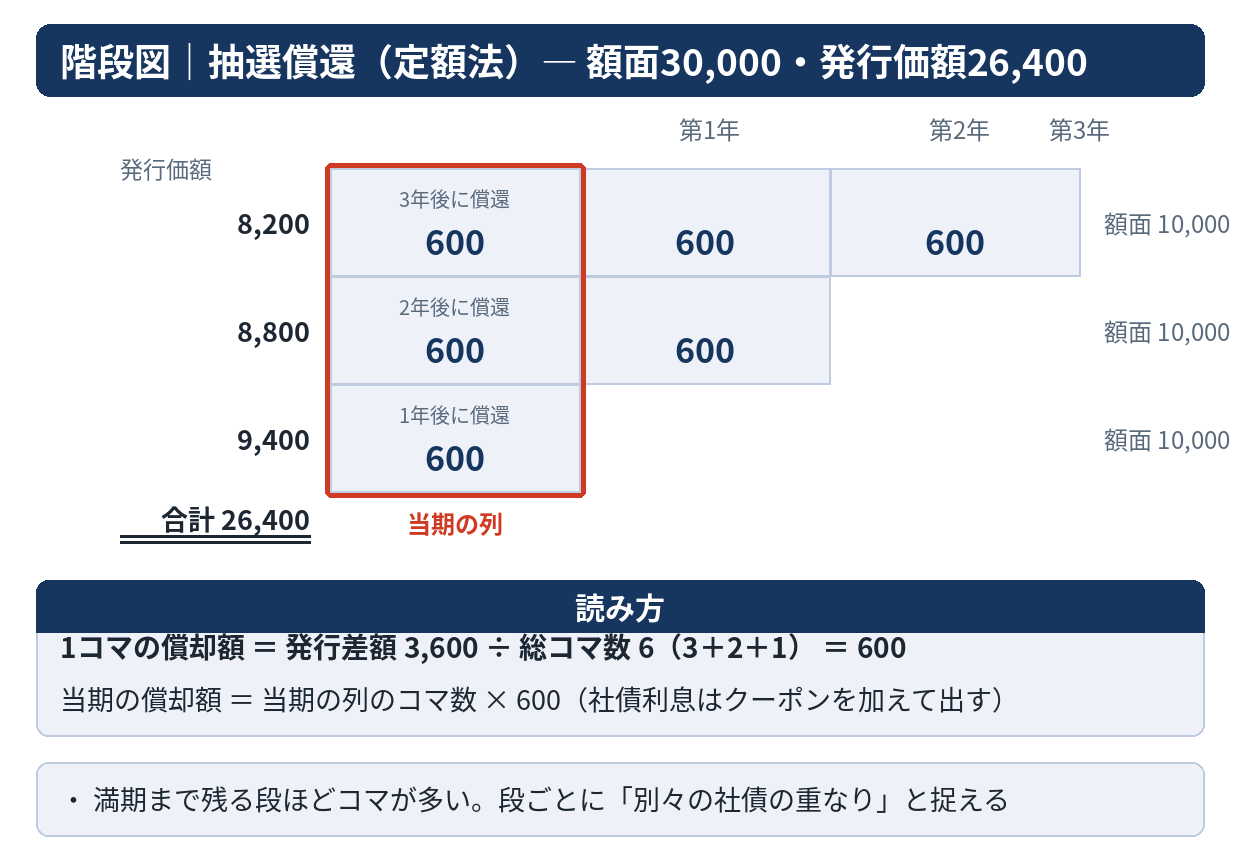 階段図｜抽選償還（定額法）― 額面30,000・発行価額26,400
第1年 第2年 第3年
発行価額
3年後に償還
8,200 600 600 600 額面 10,000
2年後に償還
8,800 600 600 額面 10,000
1年後に償還
9,400 600 額面 10,000
合計 26,400 当期の列
読み方
1コマの償却額 ＝ 発行差額 3,600 ÷ 総コマ数 6（3＋2＋1） ＝ 600
当期の償却額 ＝ 当期の列のコマ数 × 600（社債利息はクーポンを加えて出す）
・ 満期まで残る段ほどコマが多い。段ごとに「別々の社債の重なり」と捉える